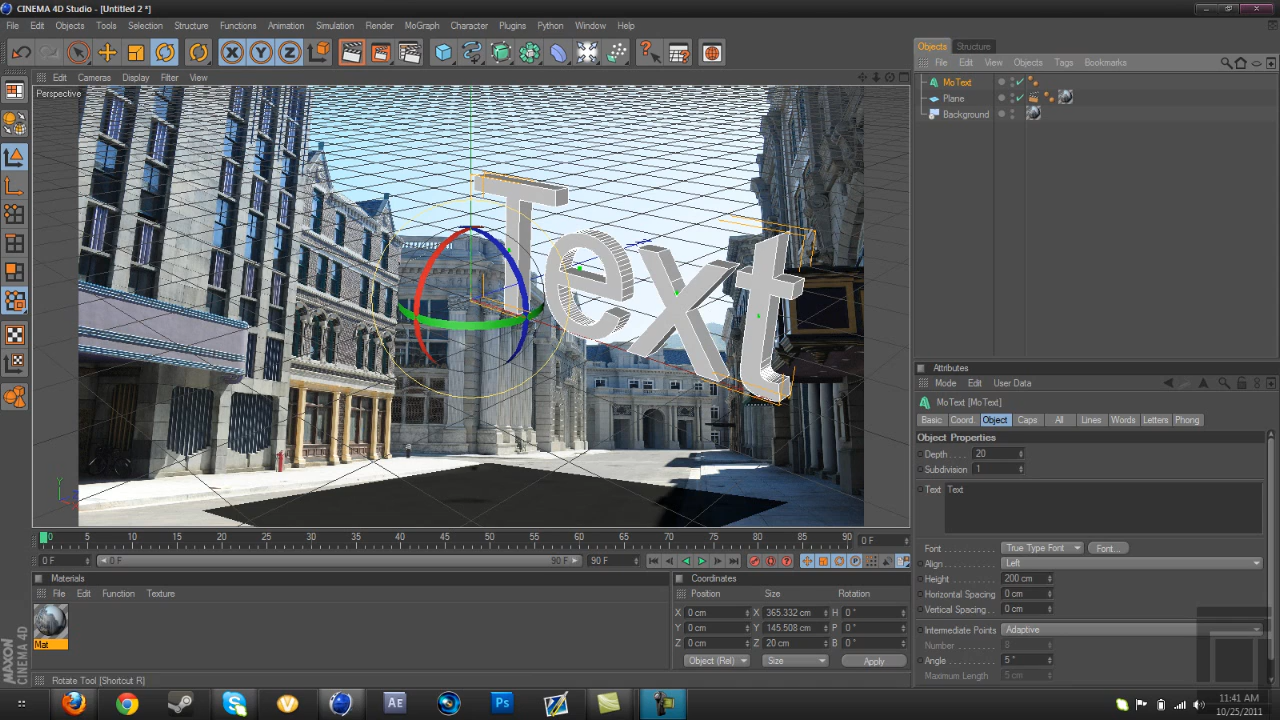 CINEMA 4D Studio - [Untitled 2 *]
File Edit Objects Tools Selection Structure Functions Animation Simulation Render MoGraph Character Plugins Python Window Help
X Y Z
Objects Structure
File Edit View Objects Tags Bookmarks
MoText
Plane
Background
Edit Cameras Display Filter View
Perspective
Text
Y
Attributes
Mode Edit User Data
MoText [MoText]
Basic Coord. Object Caps All Lines Words Letters Phong
Object Properties
Depth 20
Subdivision 1
Text Text
Font True Type Font Font...
Align Left
Height 200 cm
Horizontal Spacing 0 cm
Vertical Spacing 0 cm
Intermediate Points Adaptive
Number 8
Angle 5 °
Maximum Length 5 cm
0 5 10 15 20 25 30 35 40 45 50 55 60 65 70 75 80 85 90 0 F
0 F 0 F 90 F 90 F
Materials
File Edit Function Texture
Mat
Coordinates
Position Size Rotation
X 0 cm X 365.332 cm H 0 °
Y 0 cm Y 145.508 cm P 0 °
Z 0 cm Z 20 cm B 0 °
Object (Rel) Size Apply
MAXON CINEMA 4D
Rotate Tool [Shortcut R]
AE Ps
11:41 AM
10/25/2011